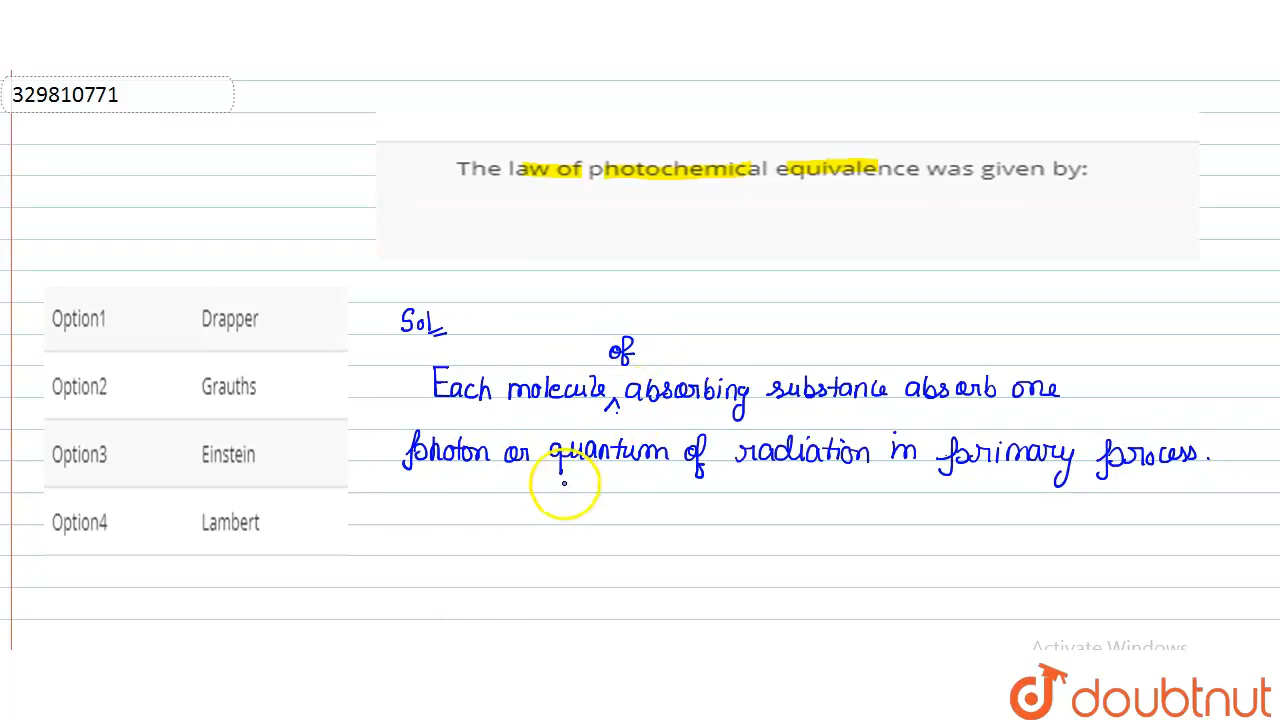 329810771
The law of photochemical equivalence was given by:
Option1 Drapper
Option2 Grauths
Option3 Einstein
Option4 Lambert
Sol
of
Each molecule ^ absorbing substance absorb one
photon or quantum of radiation in primary process.
Activate Windows
doubtnut